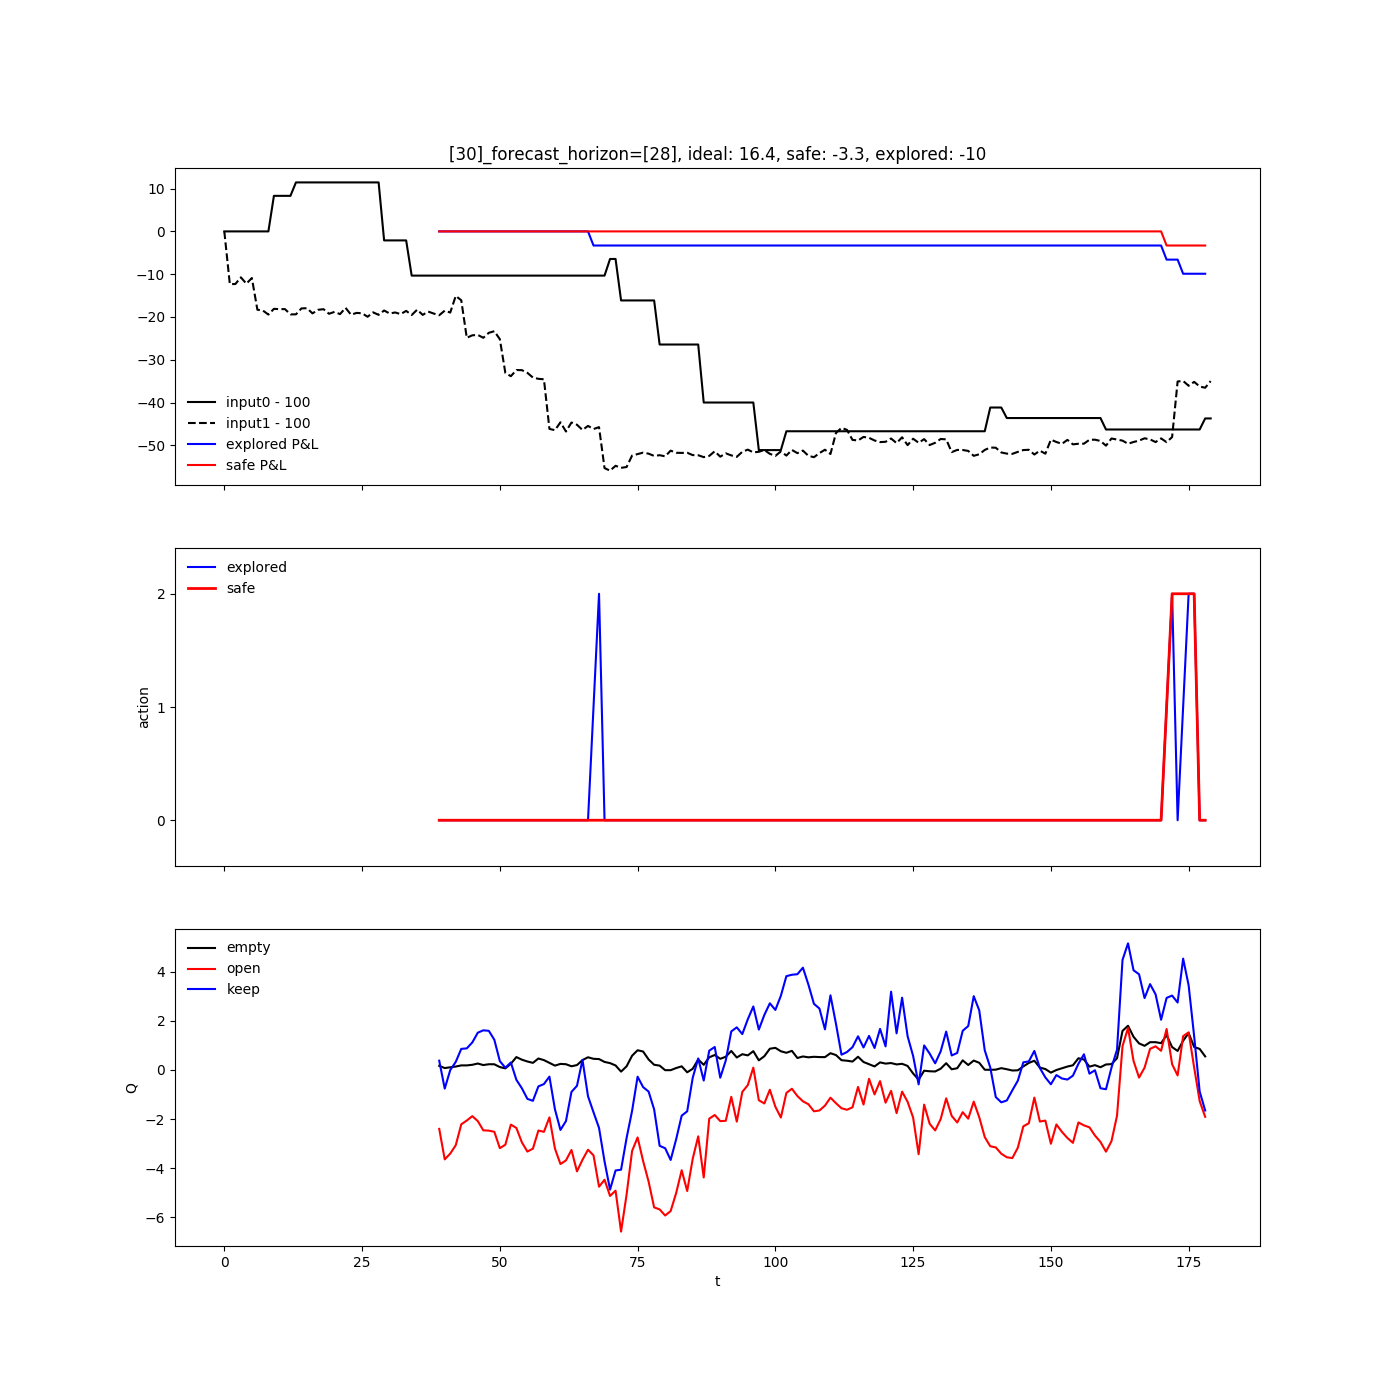 [30]_forecast_horizon=[28], ideal: 16.4, safe: -3.3, explored: -10
10
0
−10
−20
−30
−40
−50
input0 - 100
input1 - 100
explored P&L
safe P&L
explored
safe
2
1
0
action
empty
open
keep
4
2
0
−2
−4
−6
Q
0 25 50 75 100 125 150 175
t